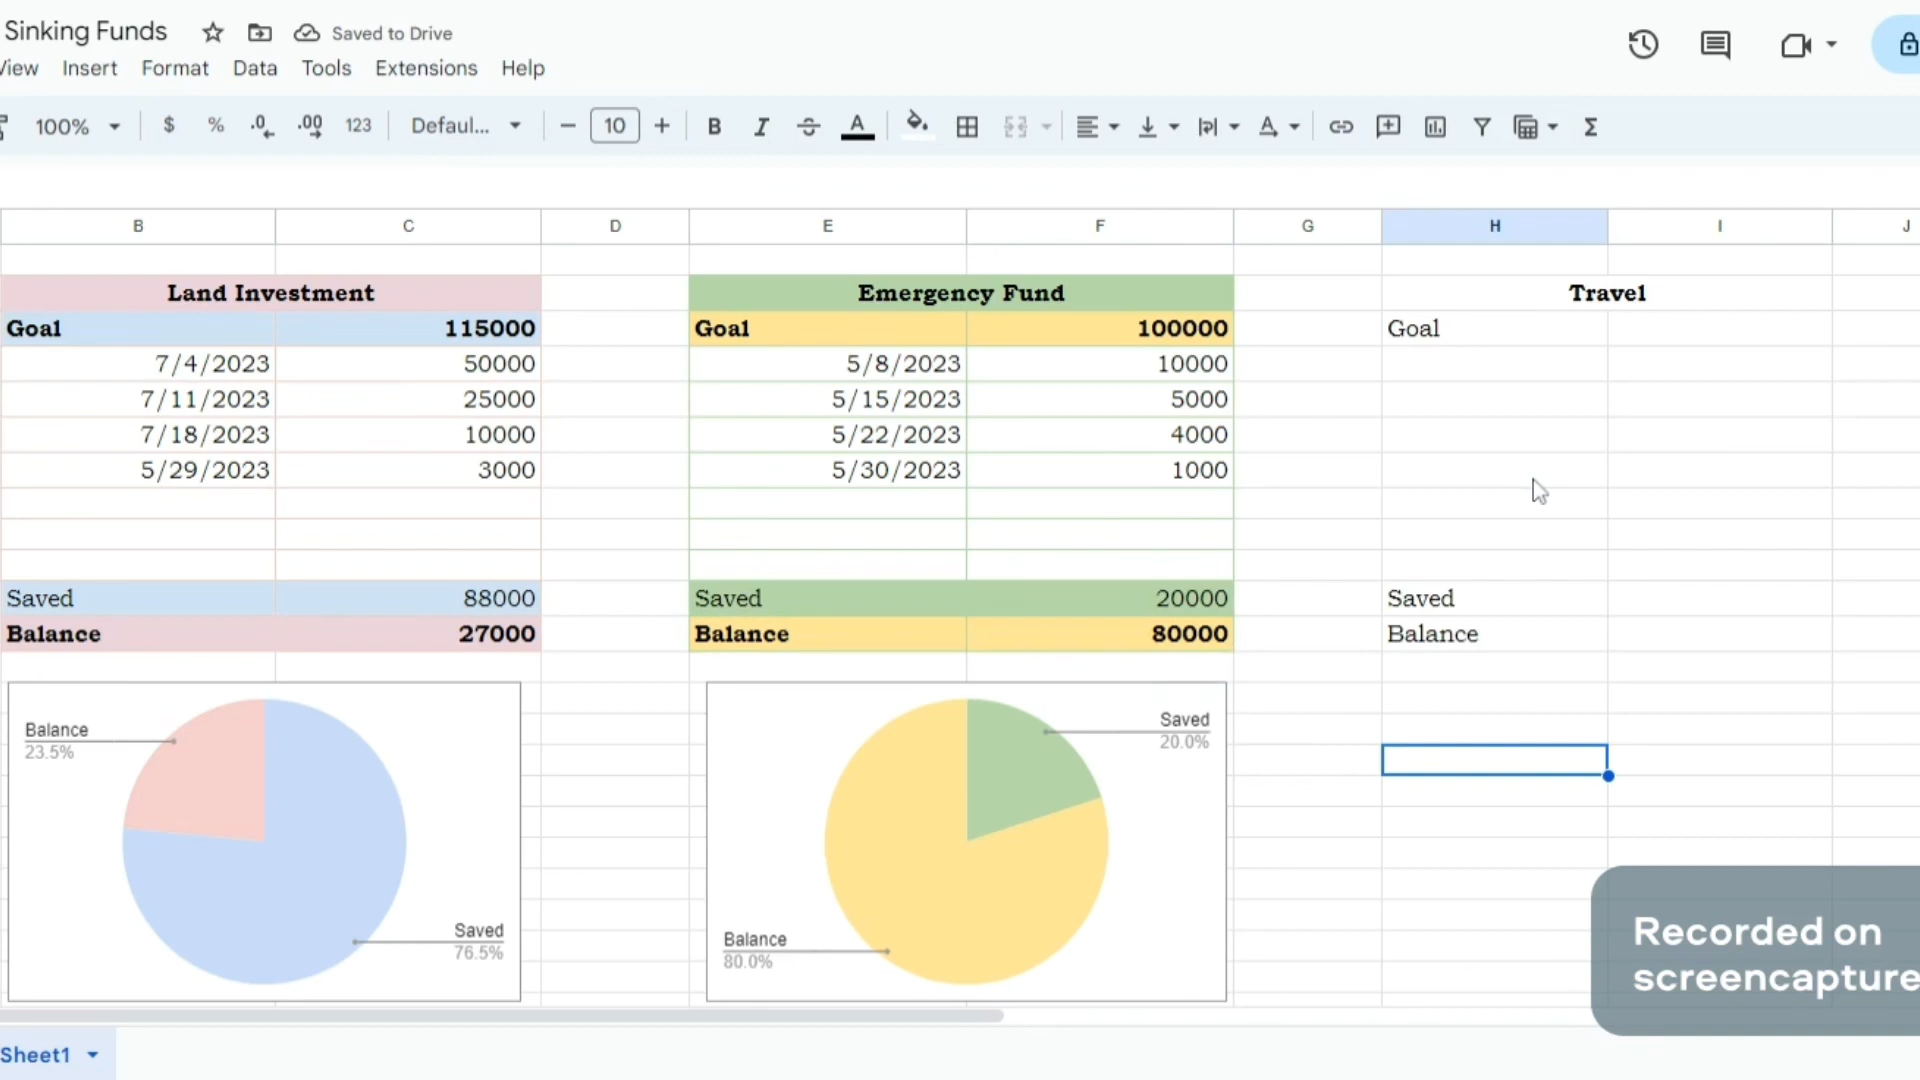 Sinking Funds
Saved to Drive
View Insert Format Data Tools Extensions Help
100% $ % .0 .00 123 Defaul... − 10 + B I A Σ
B C D E F G H I J
Land Investment Emergency Fund Travel
Goal 115000 Goal 100000 Goal
7/4/2023 50000 5/8/2023 10000
7/11/2023 25000 5/15/2023 5000
7/18/2023 10000 5/22/2023 4000
5/29/2023 3000 5/30/2023 1000
Saved 88000 Saved 20000 Saved
Balance 27000 Balance 80000 Balance
Balance
23.5%
Saved
76.5%
Saved
20.0%
Balance
80.0%
Recorded on
screencapture
Sheet1